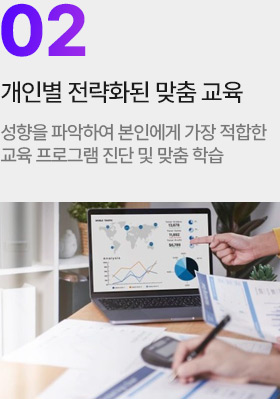 02
개인별 전략화된 맞춤 교육
성향을 파악하여 본인에게 가장 적합한
교육 프로그램 진단 및 맞춤 학습